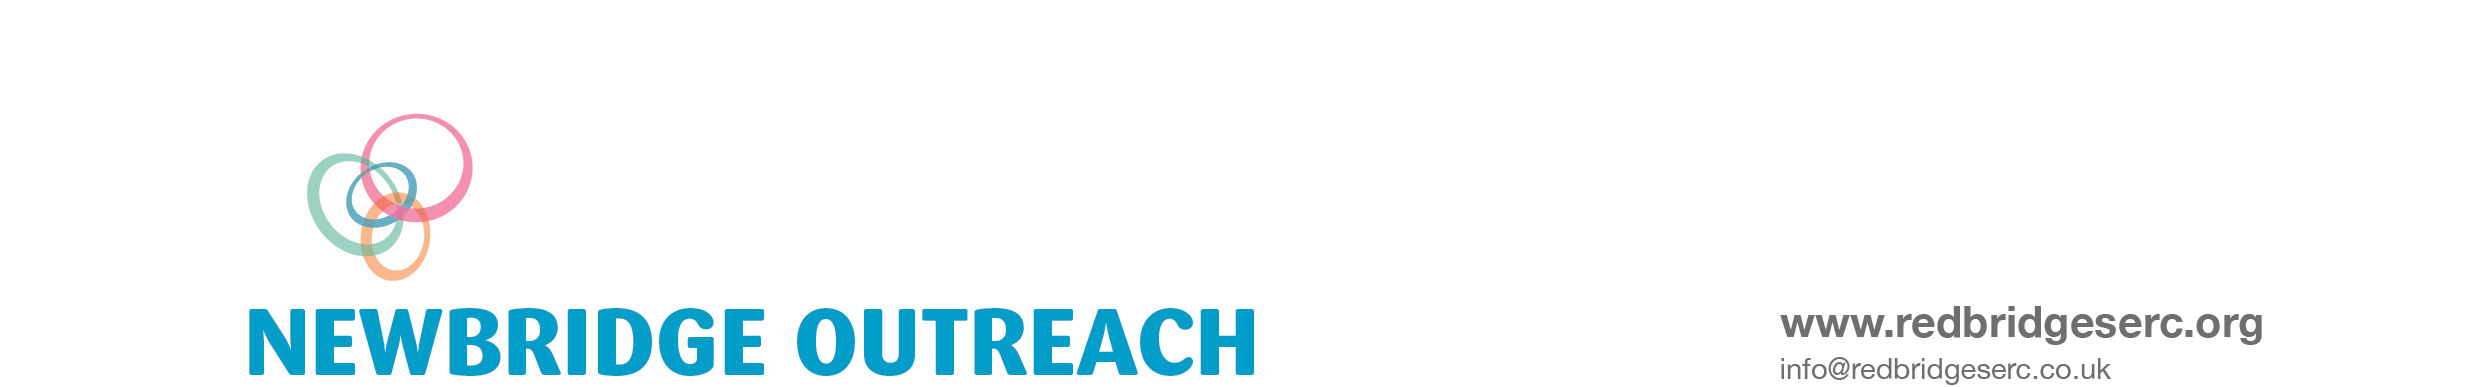 NEWBRIDGE OUTREACH
www.redbridgeserc.org
info@redbridgeserc.co.uk